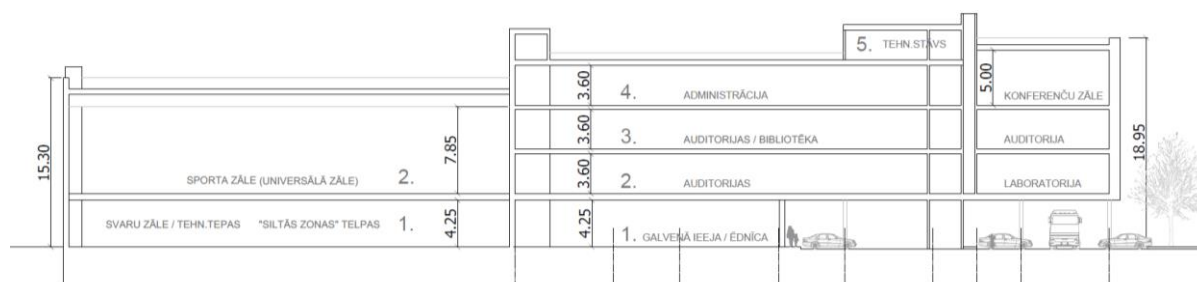 5. TEHN.STĀVS
15.30
SPORTA ZĀLE (UNIVERSĀLĀ ZĀLE) 2.
7.85
SVARU ZĀLE / TEHN.TEPAS "SILTĀS ZONAS" TELPAS 1.
4.25
3.60 4. ADMINISTRĀCIJA
3.60 3. AUDITORIJAS / BIBLIOTĒKA
3.60 2. AUDITORIJAS
4.25 1. GALVENĀ IEEJA / ĒDNĪCA
5.00 KONFERENČU ZĀLE
AUDITORIJA
LABORATORIJA
18.95